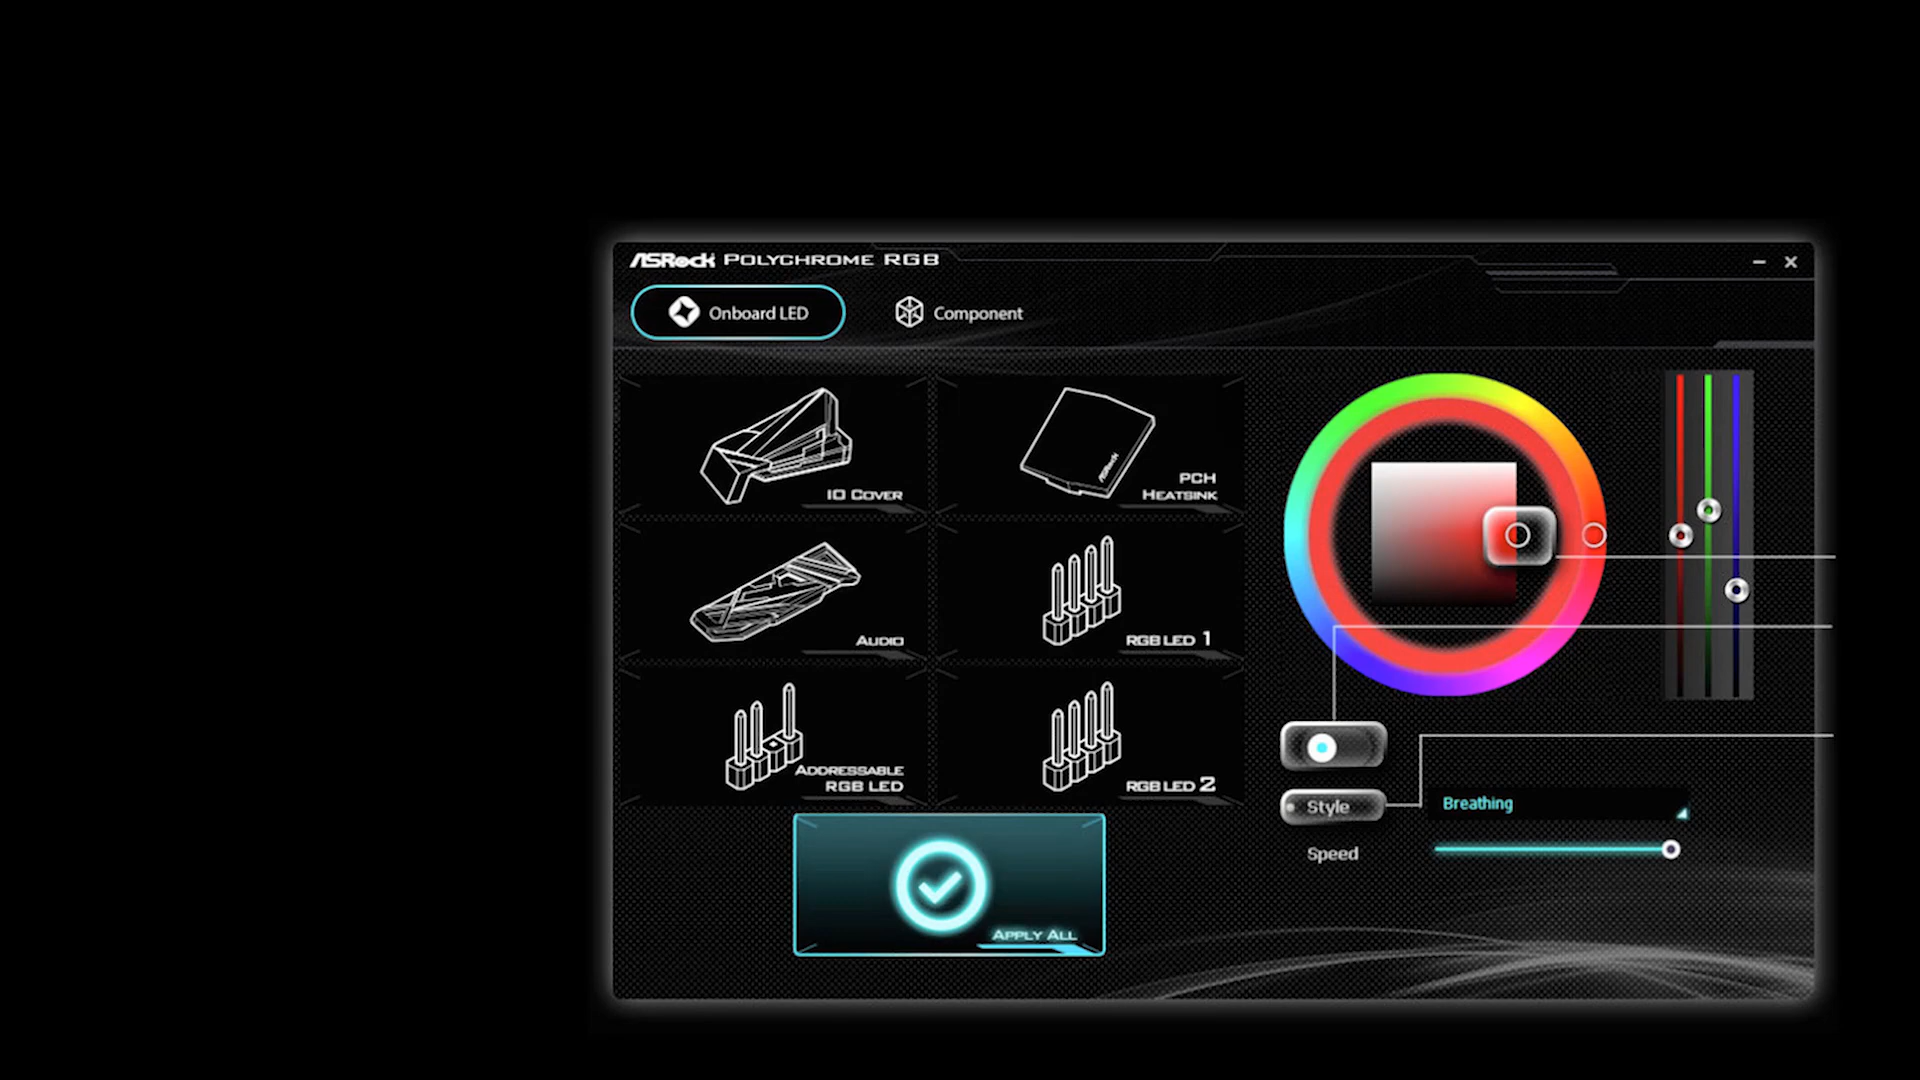 ASRock POLYCHROME RGB
Onboard LED
Component
IO COVER
PCH
HEATSINK
ASRock
AUDIO
RGB LED 1
ADDRESSABLE
RGB LED
RGB LED 2
APPLY ALL
Style
Breathing
Speed